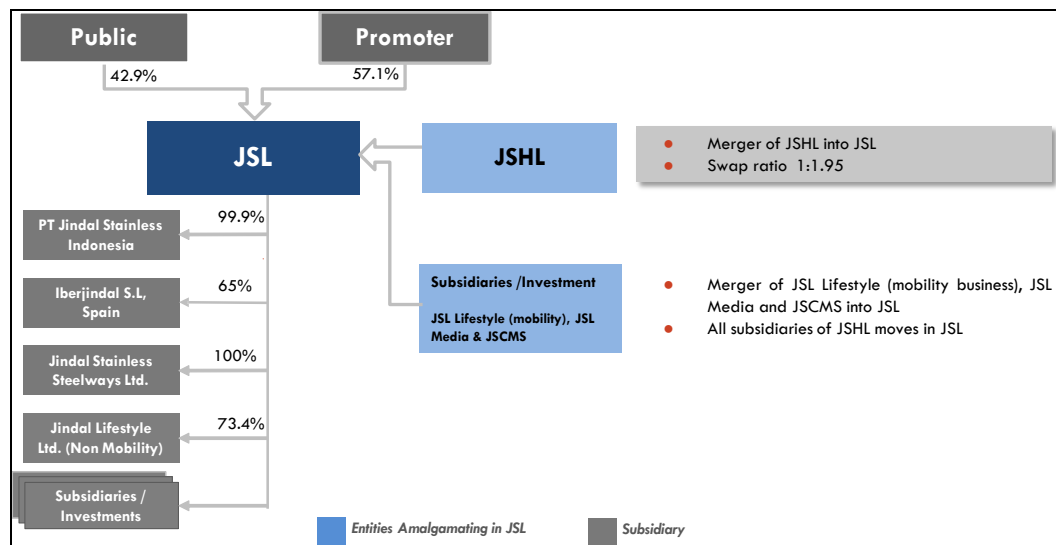 Public
Promoter
42.9%
57.1%
JSL
JSHL
● Merger of JSHL into JSL
● Swap ratio 1:1.95
99.9%
PT Jindal Stainless
Indonesia
65%
Iberjindal S.L,
Spain
Subsidiaries /Investment
JSL Lifestyle (mobility), JSL
Media & JSCMS
● Merger of JSL Lifestyle (mobility business), JSL
Media and JSCMS into JSL
● All subsidiaries of JSHL moves in JSL
100%
Jindal Stainless
Steelways Ltd.
73.4%
Jindal Lifestyle
Ltd. (Non Mobility)
Subsidiaries /
Investments
Entities Amalgamating in JSL
Subsidiary